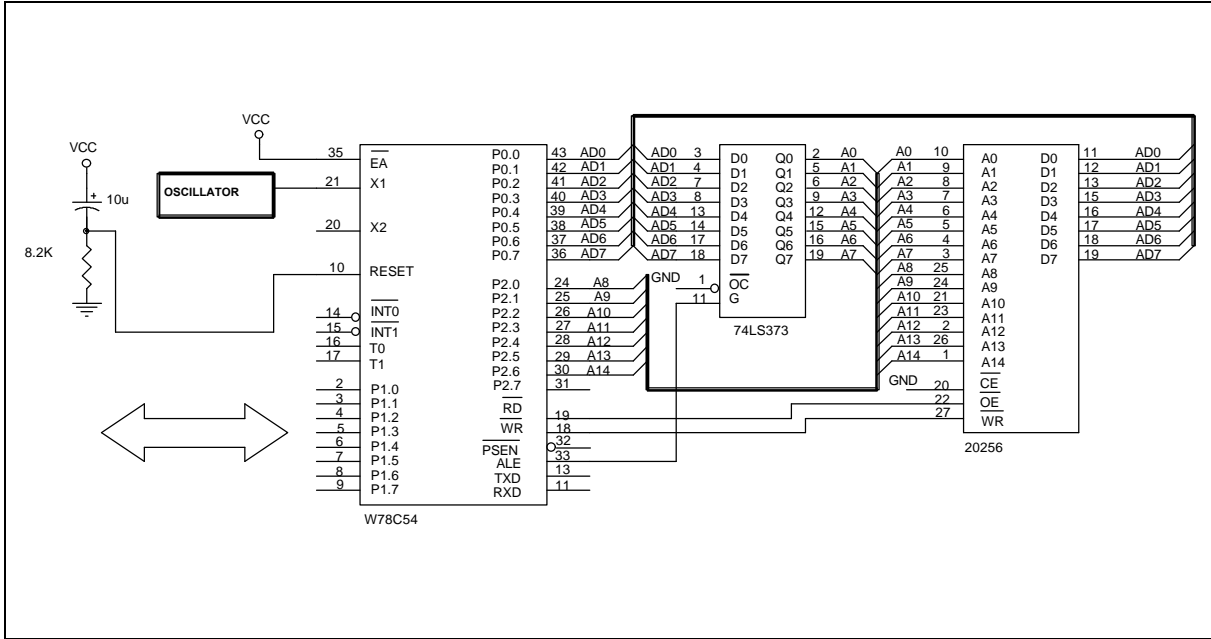 VCC
10u
8.2K
VCC
OSCILLATOR
35 EA
21 X1
20 X2
10 RESET
14 INT0
15 INT1
16 T0
17 T1
2 P1.0
3 P1.1
4 P1.2
5 P1.3
6 P1.4
7 P1.5
8 P1.6
9 P1.7
P0.0 43 AD0
P0.1 42 AD1
P0.2 41 AD2
P0.3 40 AD3
P0.4 39 AD4
P0.5 38 AD5
P0.6 37 AD6
P0.7 36 AD7
P2.0 24 A8
P2.1 25 A9
P2.2 26 A10
P2.3 27 A11
P2.4 28 A12
P2.5 29 A13
P2.6 30 A14
P2.7 31
RD 19
WR 18
PSEN 32
ALE 33
TXD 13
RXD 11
W78C54
AD0 3 D0 Q0 2 A0
AD1 4 D1 Q1 5 A1
AD2 7 D2 Q2 6 A2
AD3 8 D3 Q3 9 A3
AD4 13 D4 Q4 12 A4
AD5 14 D5 Q5 15 A5
AD6 17 D6 Q6 16 A6
AD7 18 D7 Q7 19 A7
GND 1 OC
11 G
74LS373
A0 10 A0 D0 11 AD0
A1 9 A1 D1 12 AD1
A2 8 A2 D2 13 AD2
A3 7 A3 D3 15 AD3
A4 6 A4 D4 16 AD4
A5 5 A5 D5 17 AD5
A6 4 A6 D6 18 AD6
A7 3 A7 D7 19 AD7
A8 25 A8
A9 24 A9
A10 21 A10
A11 23 A11
A12 2 A12
A13 26 A13
A14 1 A14
GND 20 CE
22 OE
27 WR
20256